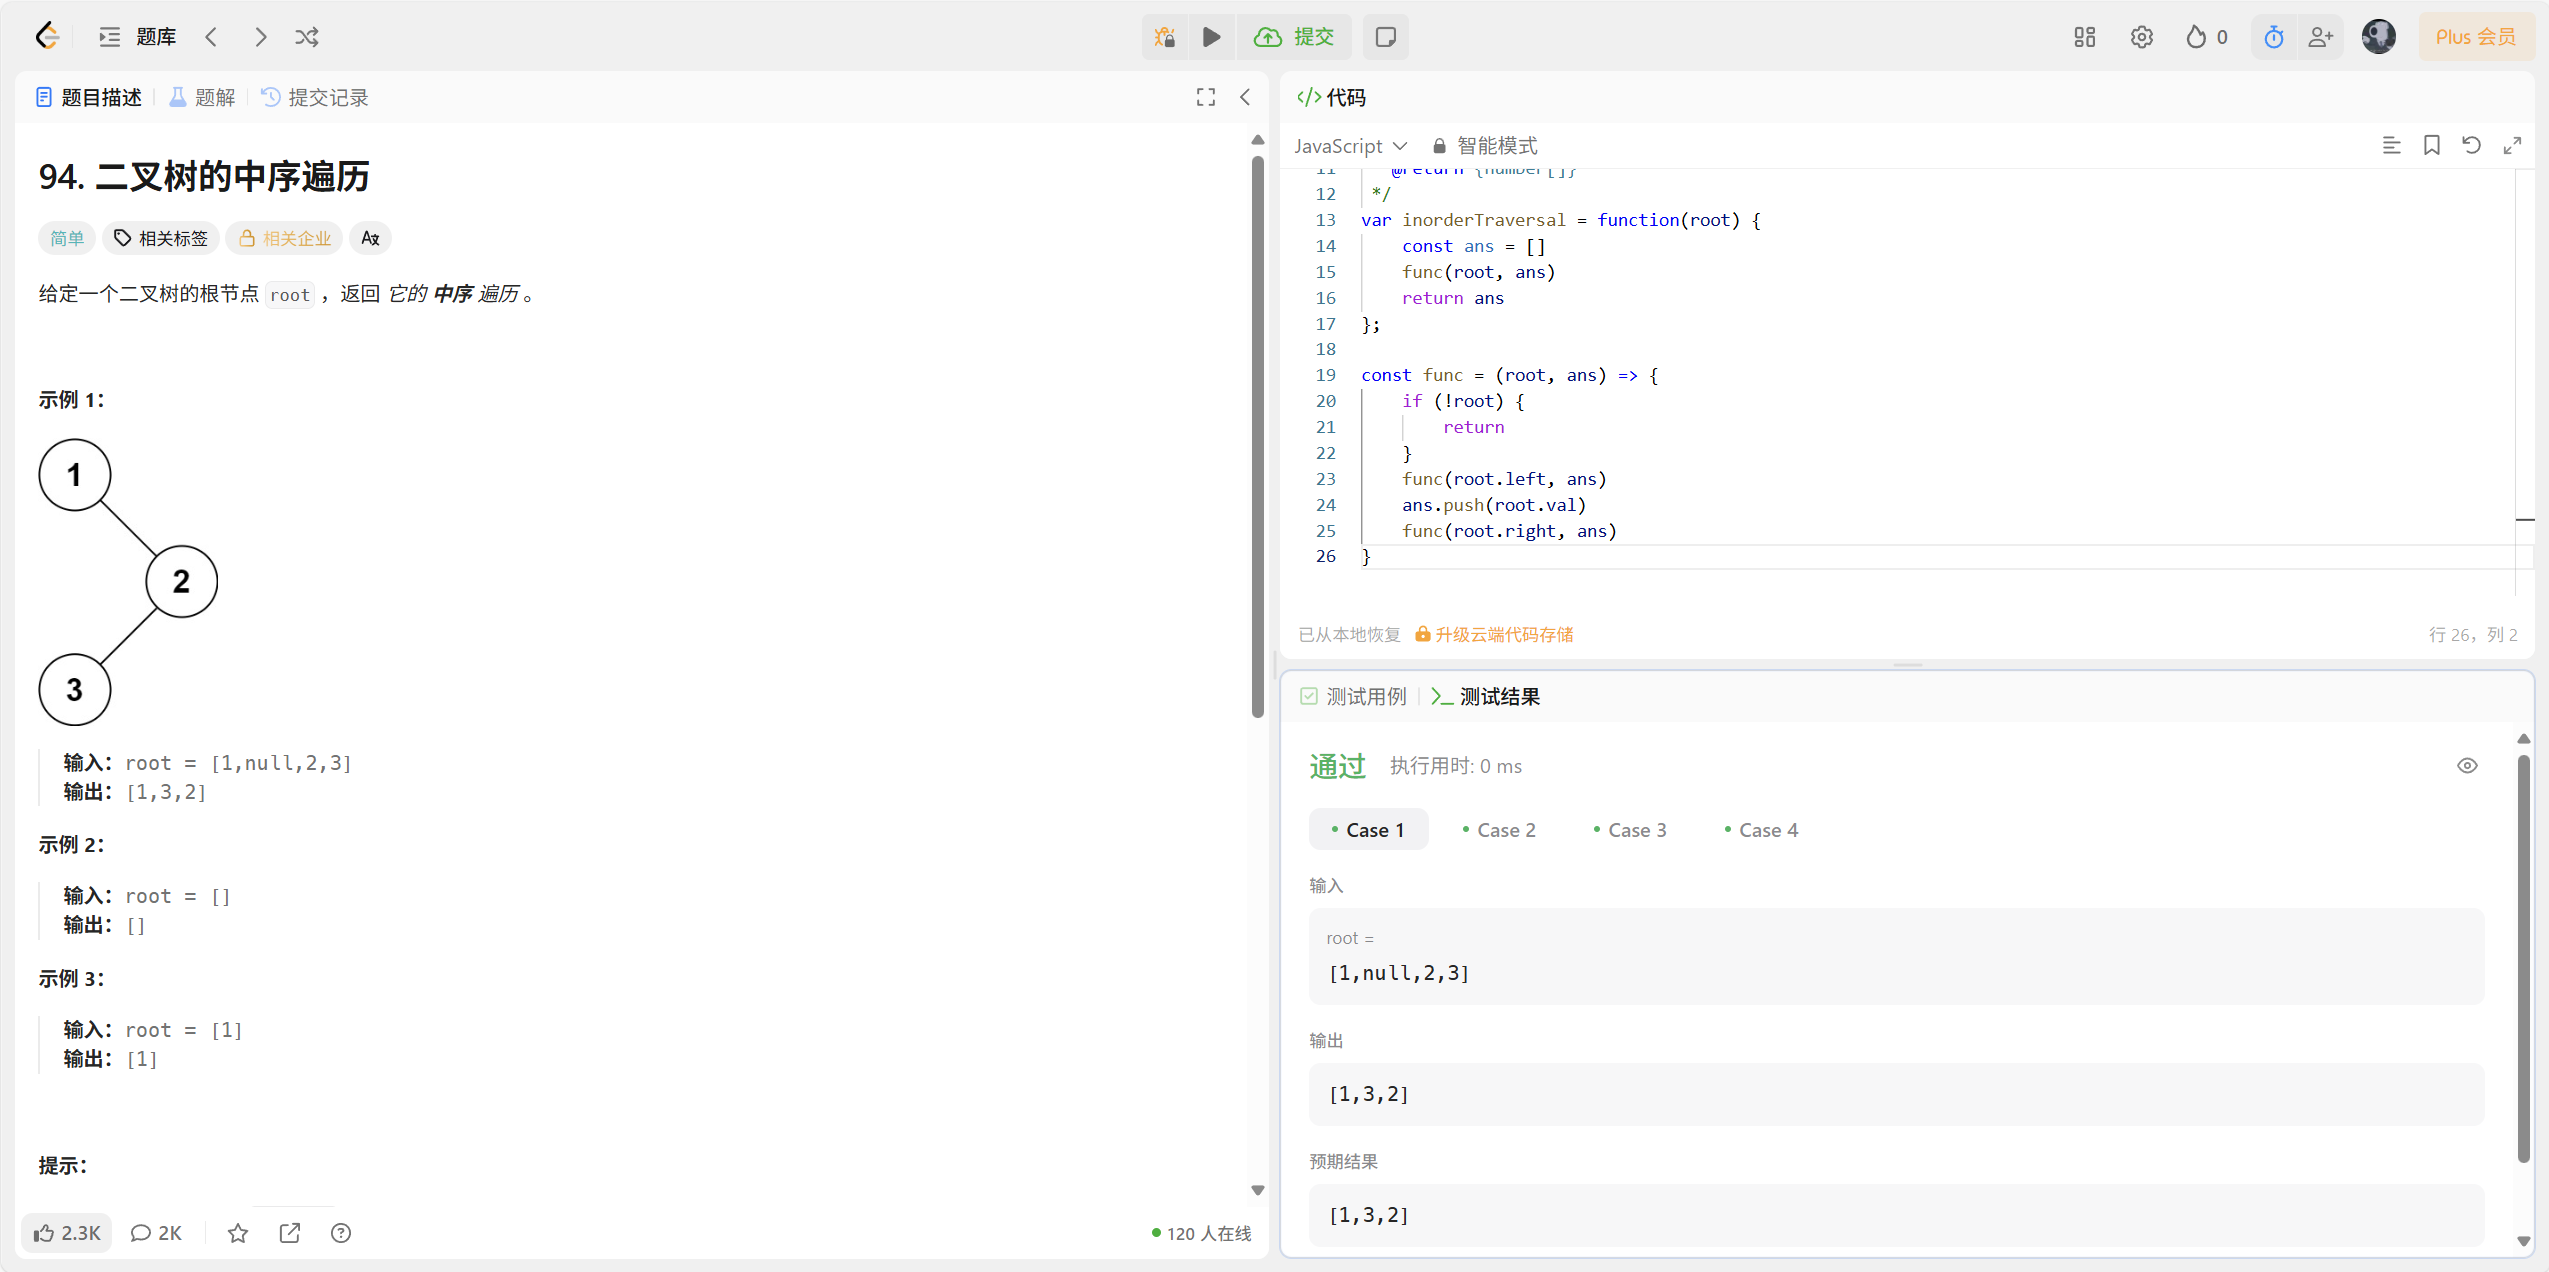 题库
提交
0
Plus 会员
题目描述
题解
提交记录
94. 二叉树的中序遍历
简单
相关标签
相关企业
给定一个二叉树的根节点 root ，返回 它的 中序 遍历 。
示例 1：
1
2
3
输入：root = [1,null,2,3]
输出：[1,3,2]
示例 2：
输入：root = []
输出：[]
示例 3：
输入：root = [1]
输出：[1]
提示：
2.3K
2K
120 人在线
</>代码
JavaScript
智能模式
11 @return {number[]}
12 */
13 var inorderTraversal = function(root) {
14 const ans = []
15 func(root, ans)
16 return ans
17 };
18
19 const func = (root, ans) => {
20 if (!root) {
21 return
22 }
23 func(root.left, ans)
24 ans.push(root.val)
25 func(root.right, ans)
26 }
已从本地恢复
升级云端代码存储
行 26，列 2
测试用例
测试结果
通过
执行用时: 0 ms
Case 1
Case 2
Case 3
Case 4
输入
root =
[1,null,2,3]
输出
[1,3,2]
预期结果
[1,3,2]